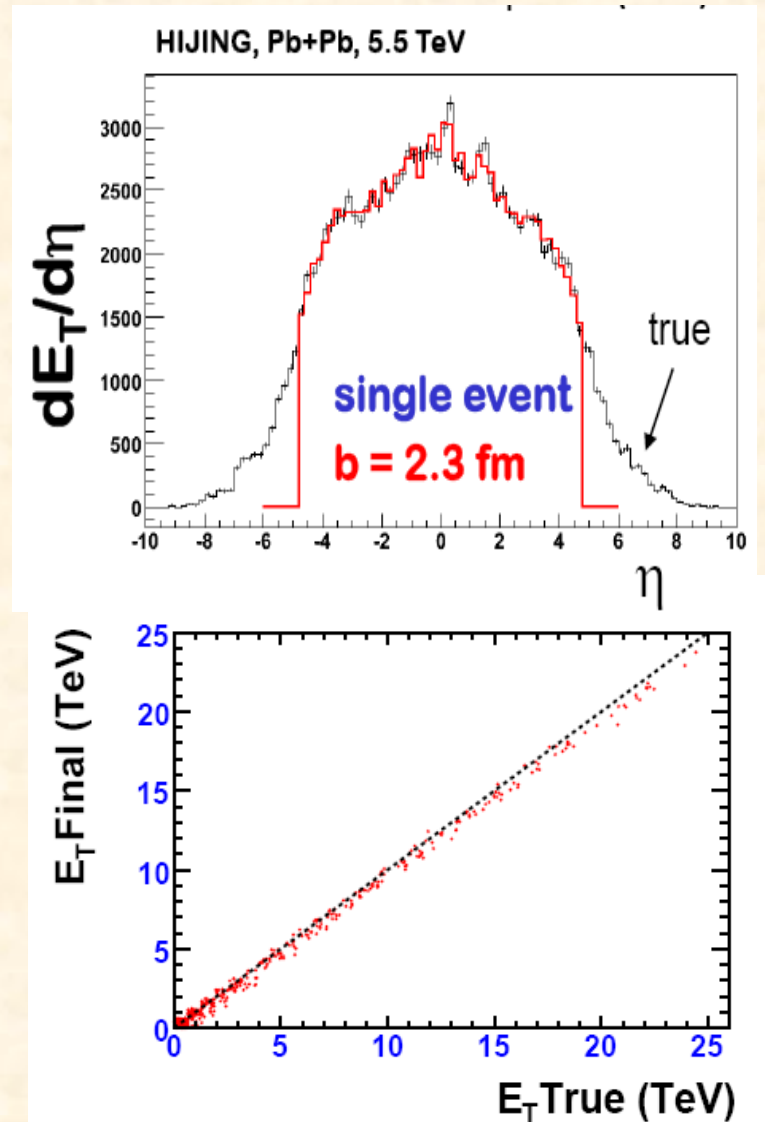 HIJING, Pb+Pb, 5.5 TeV
dE_T/dη
3000
2500
2000
1500
1000
500
0
true
single event
b = 2.3 fm
-10 -8 -6 -4 -2 0 2 4 6 8 10
η
E_T Final (TeV)
25
20
15
10
5
0
0 5 10 15 20 25
E_T True (TeV)